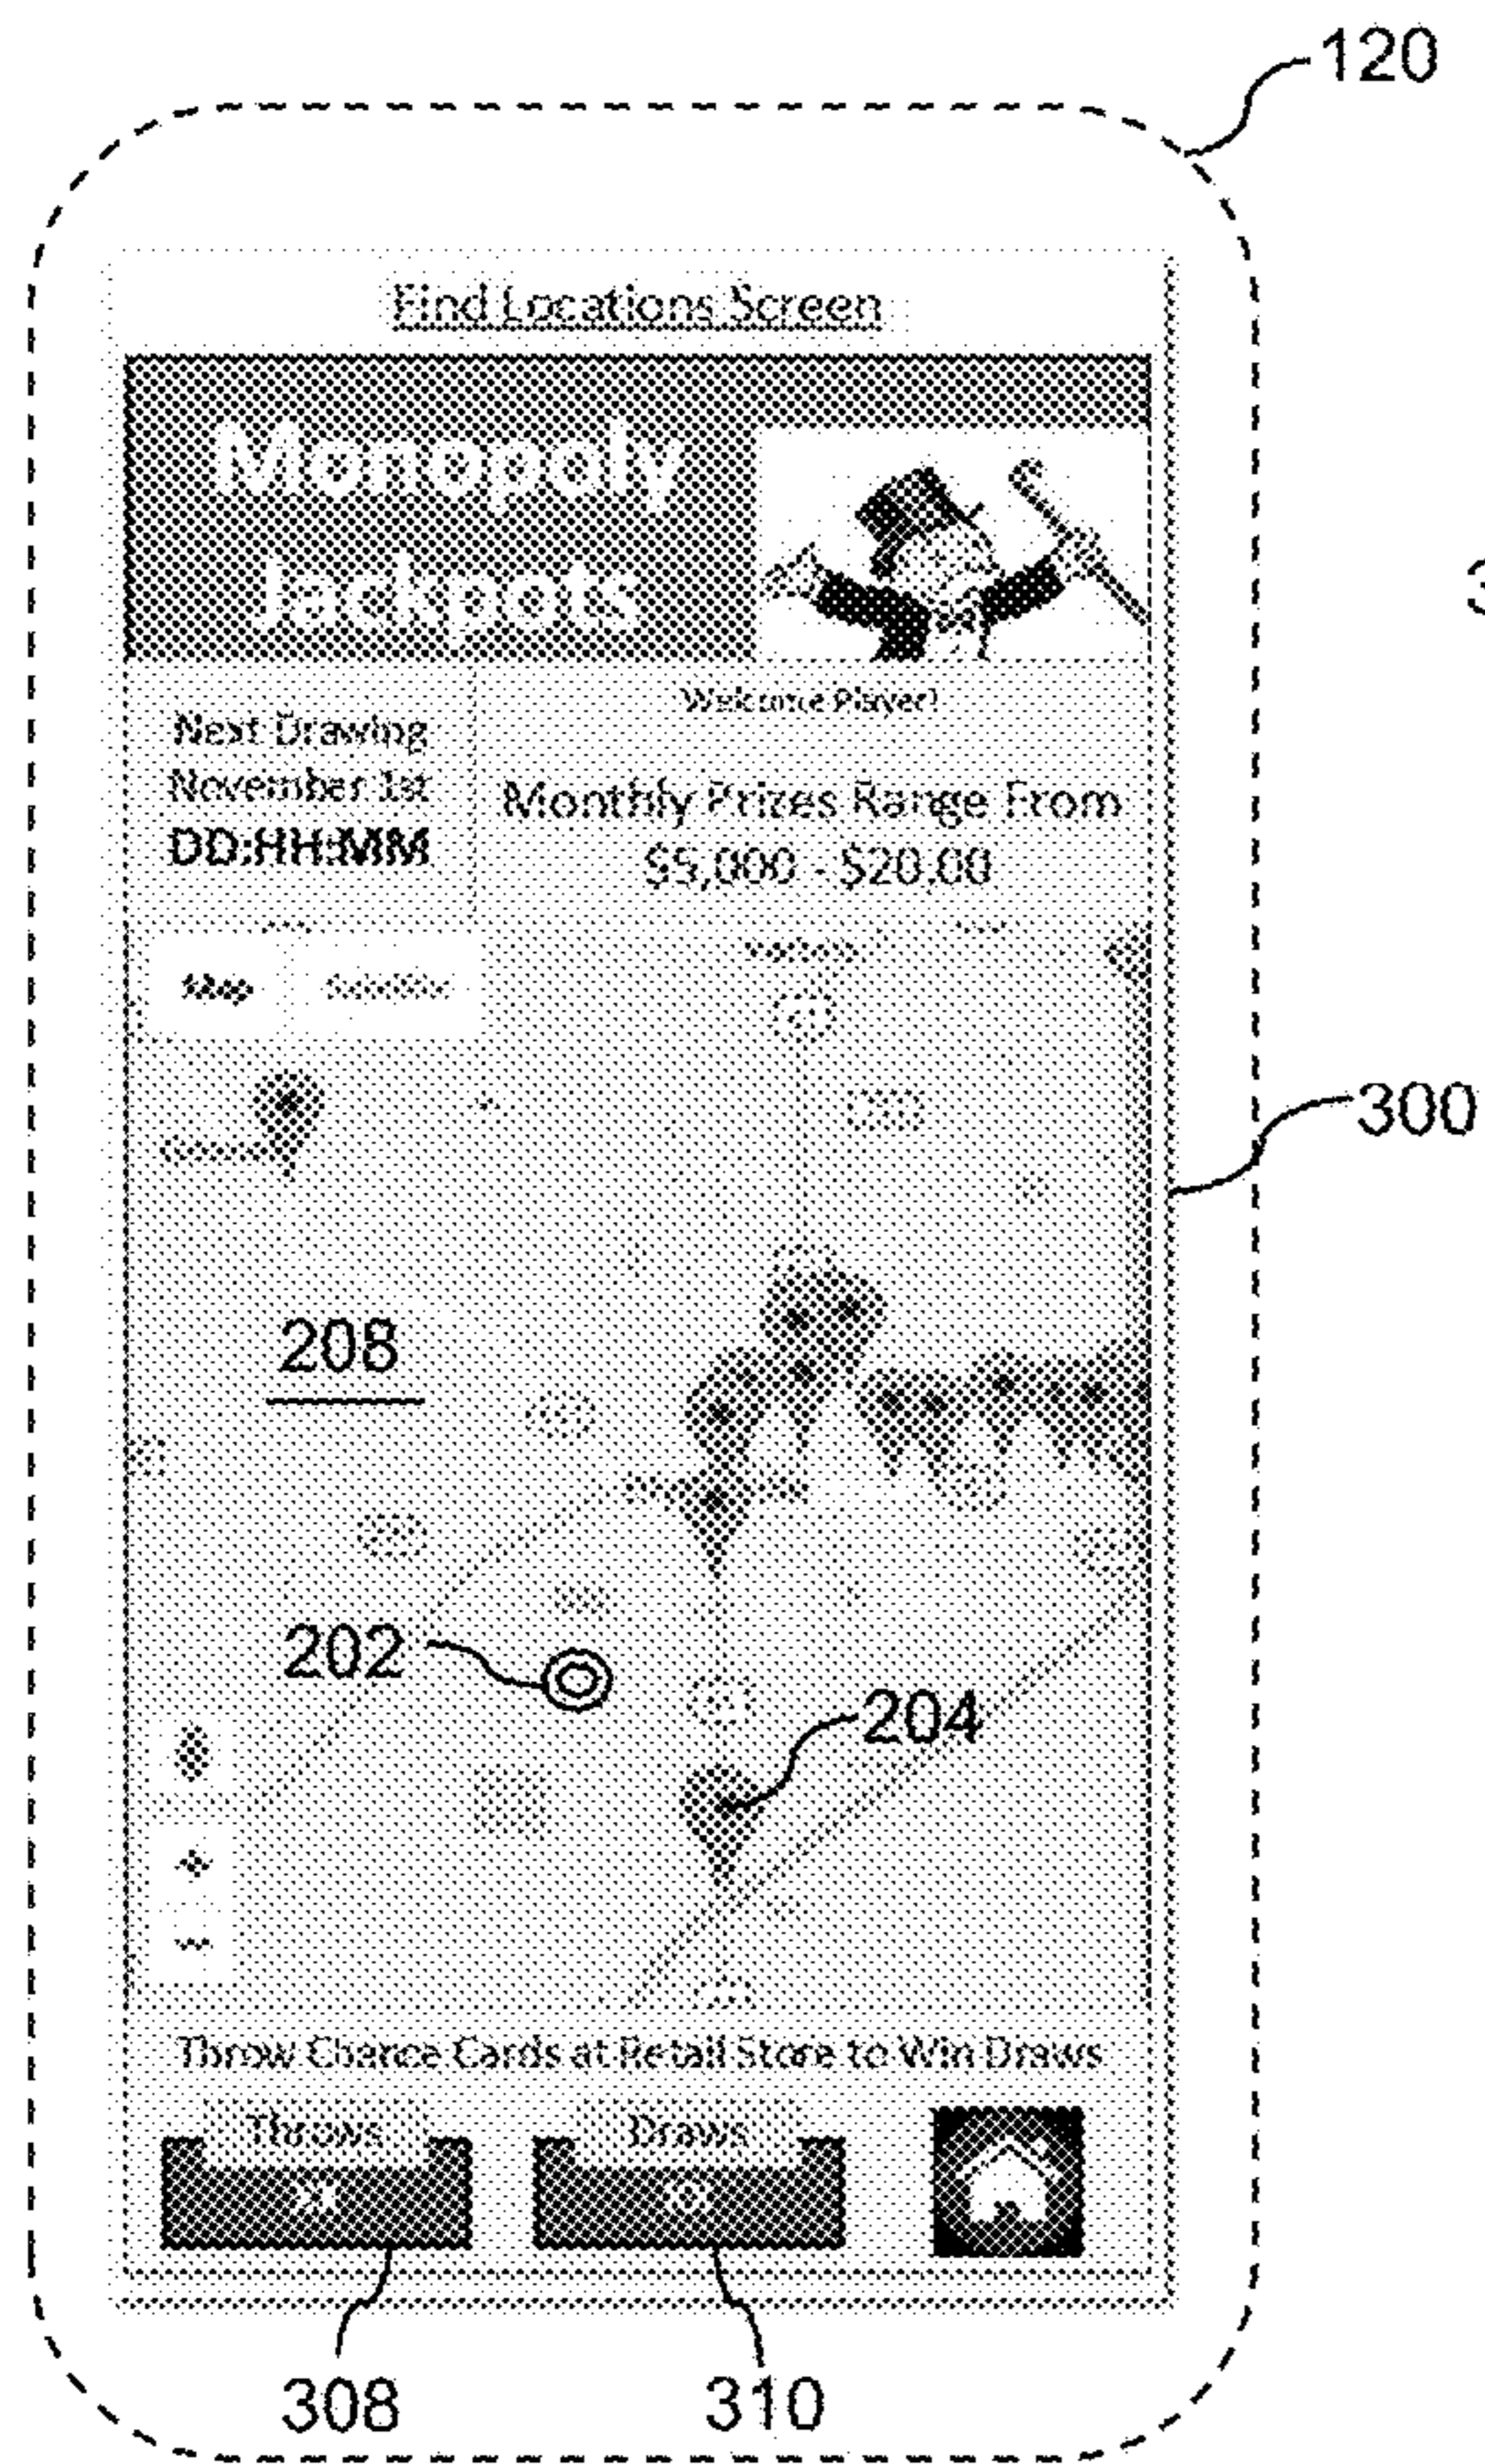 120
Find Locations Screen
Monopoly
Jackpots
Welcome Player!
Next Drawing
November 1st
DD:HH:MM
Monthly Prizes Range From
$5,000 - $20.00
Map Satellite
300
3
208
202
204
Throw Chance Cards at Retail Store to Win Draws
Throws
Draws
308
310